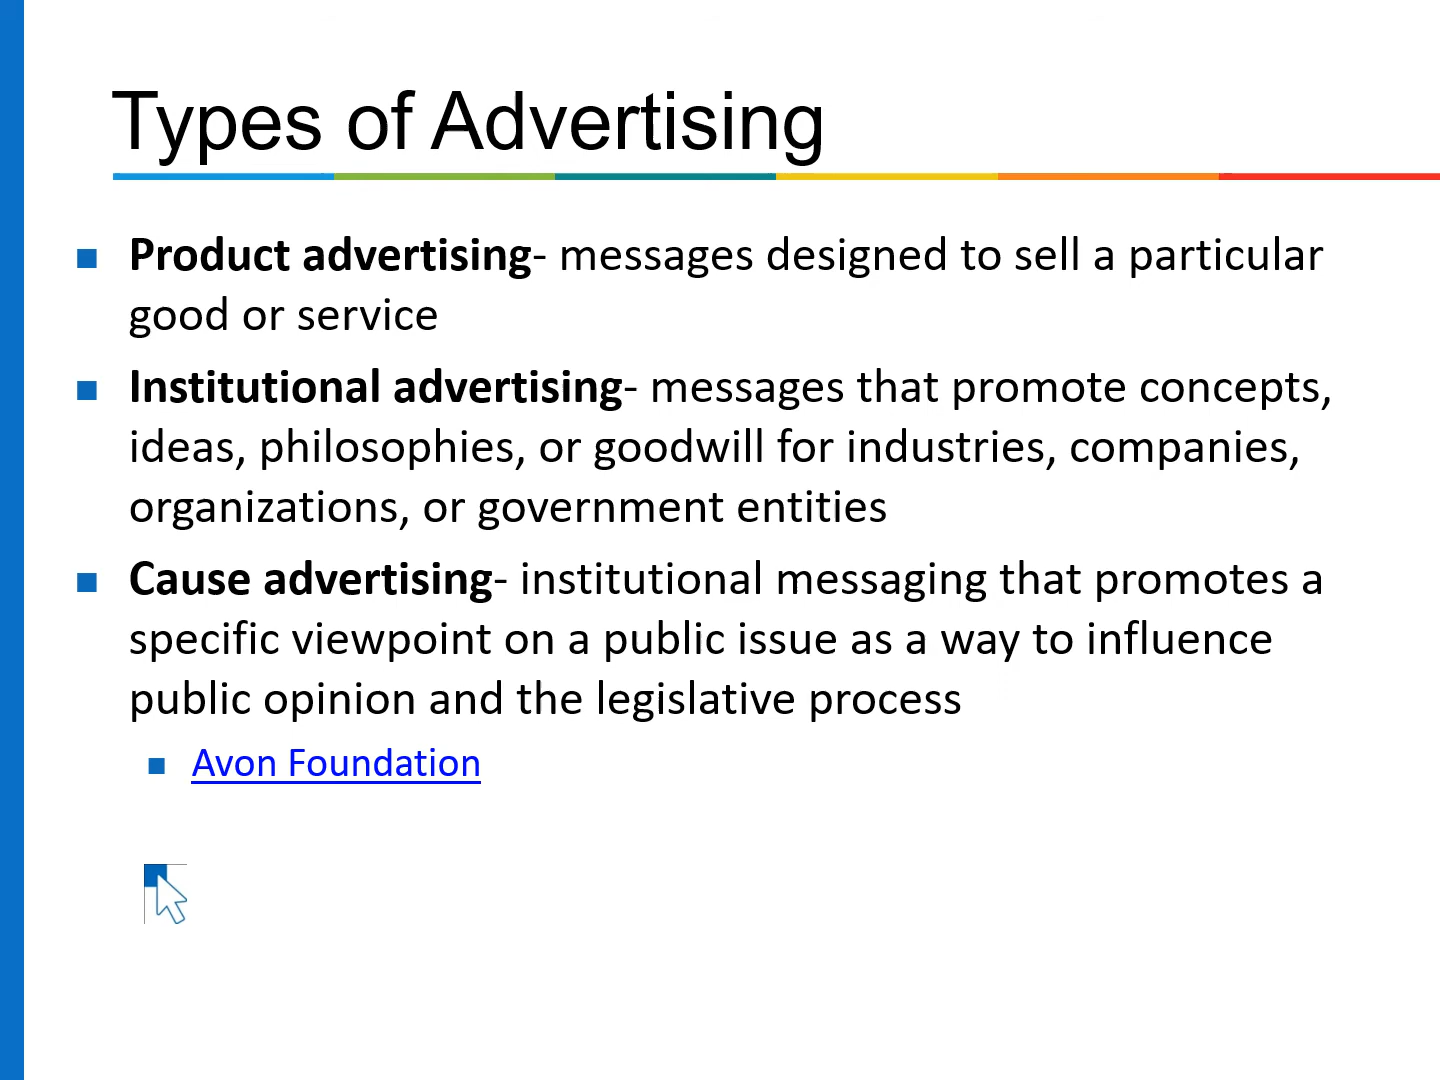 Types of Advertising
Product advertising- messages designed to sell a particular
good or service
Institutional advertising- messages that promote concepts,
ideas, philosophies, or goodwill for industries, companies,
organizations, or government entities
Cause advertising- institutional messaging that promotes a
specific viewpoint on a public issue as a way to influence
public opinion and the legislative process
Avon Foundation